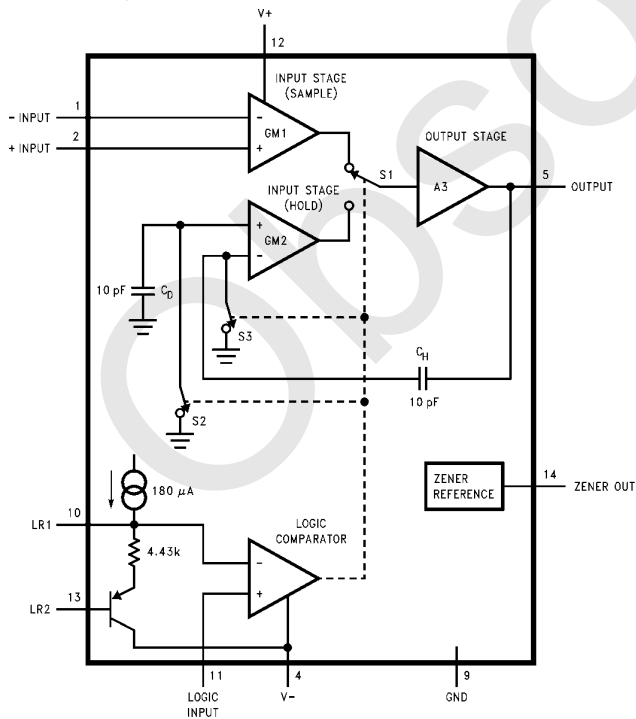 V+
12
INPUT STAGE
(SAMPLE)
- INPUT 1
-
GM1
+ INPUT 2
+
OUTPUT STAGE
S1
A3
5 OUTPUT
INPUT STAGE
(HOLD)
+
GM2
-
10 pF C_D
S3
C_H
10 pF
S2
180 μA
ZENER
REFERENCE
14 ZENER OUT
LR1 10
4.43k
LOGIC
COMPARATOR
-
+
LR2 13
11
LOGIC
INPUT
4
V-
9
GND
Obso